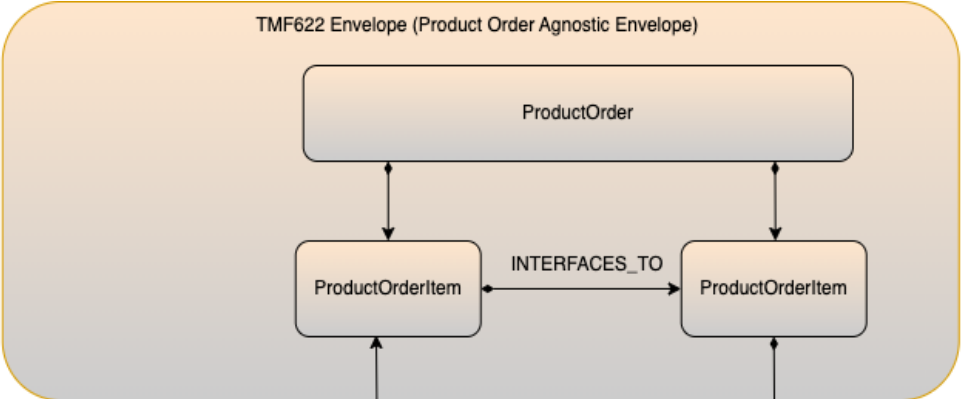 TMF622 Envelope (Product Order Agnostic Envelope)
ProductOrder
INTERFACES_TO
ProductOrderItem
ProductOrderItem